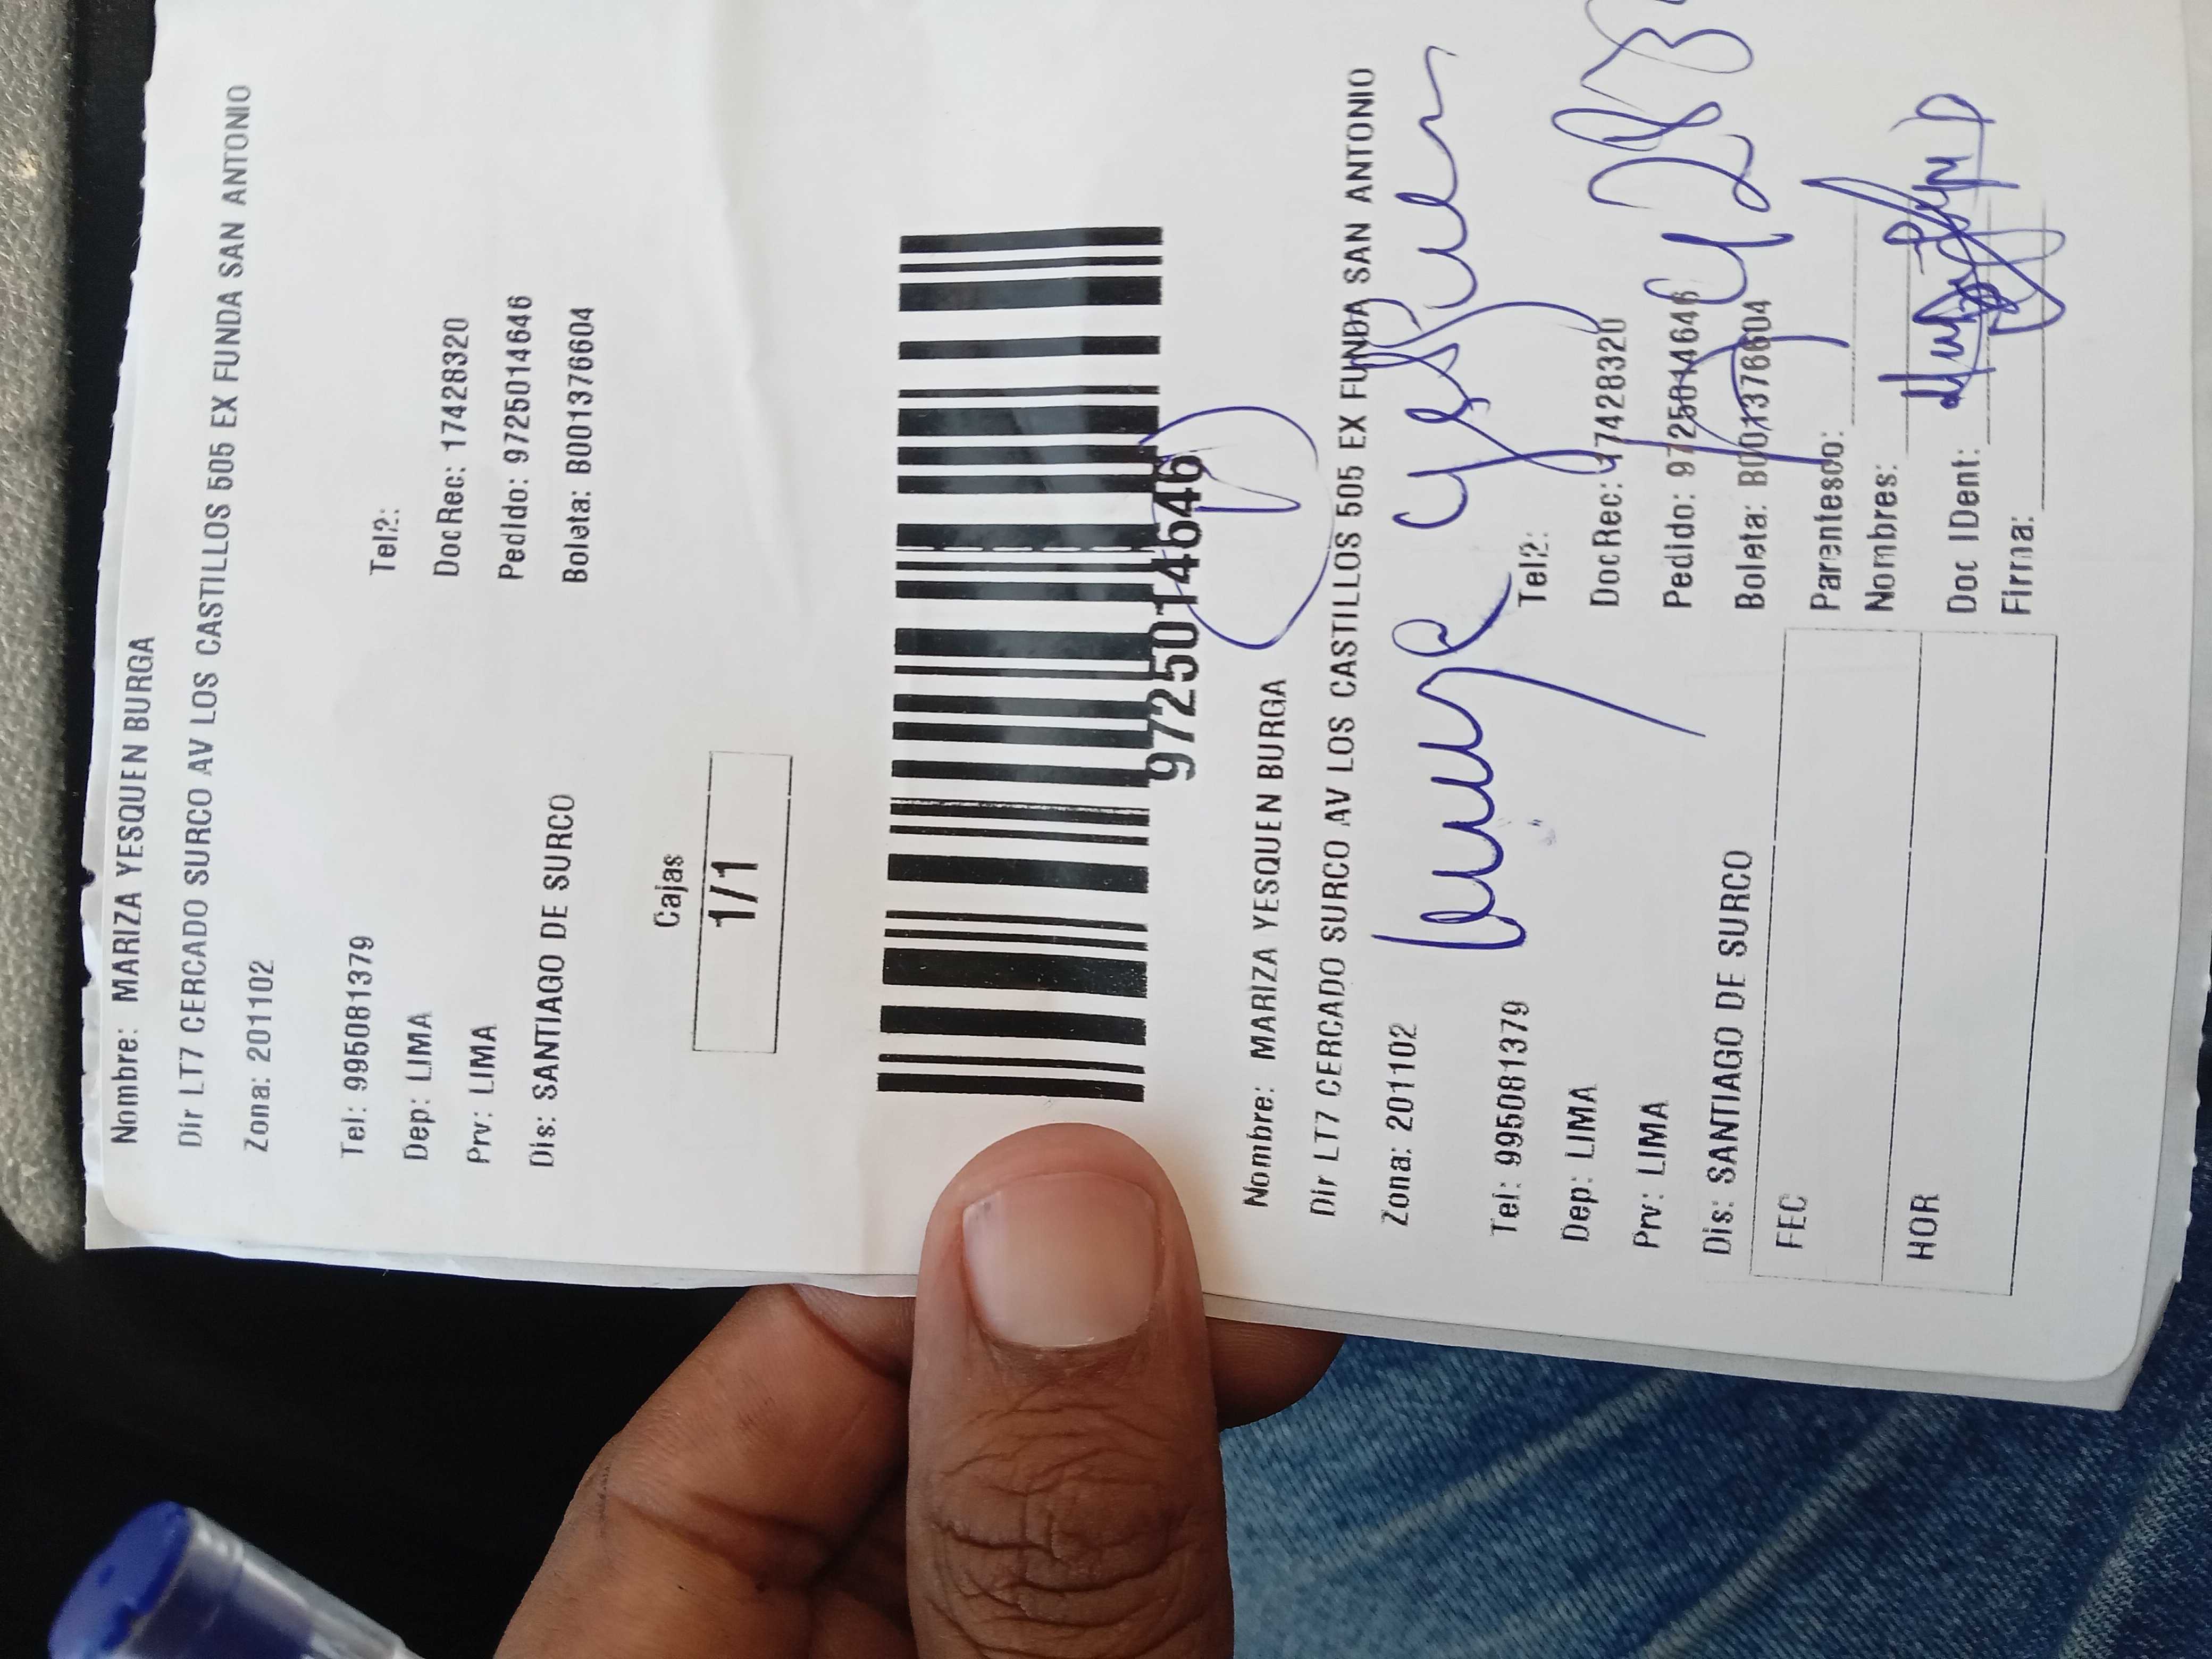 Nombre: MARIZA YESQUEN BURGA
Dir LT7 CERCADO SURCO AV LOS CASTILLOS 505 EX FUNDA SAN ANTONIO
Zona: 201102
Tel: 995081379 Tel2:
Dep: LIMA DocRec: 17428320
Prv: LIMA Pedido: 9725014646
Dis: SANTIAGO DE SURCO Boleta: B001376604
Cajas
1/1
9725014646
Nombre: MARIZA YESQUEN BURGA
Dir LT7 CERCADO SURCO AV LOS CASTILLOS 505 EX FUNDA SAN ANTONIO
Zona: 201102
Tel: 995081379 Tel2:
Dep: LIMA DocRec: 17428320
Prv: LIMA Pedido: 9725014646
Dis: SANTIAGO DE SURCO Boleta: B001376604
FEC Parentesco:
Nombres:
HOR Doc IDent:
Firma: